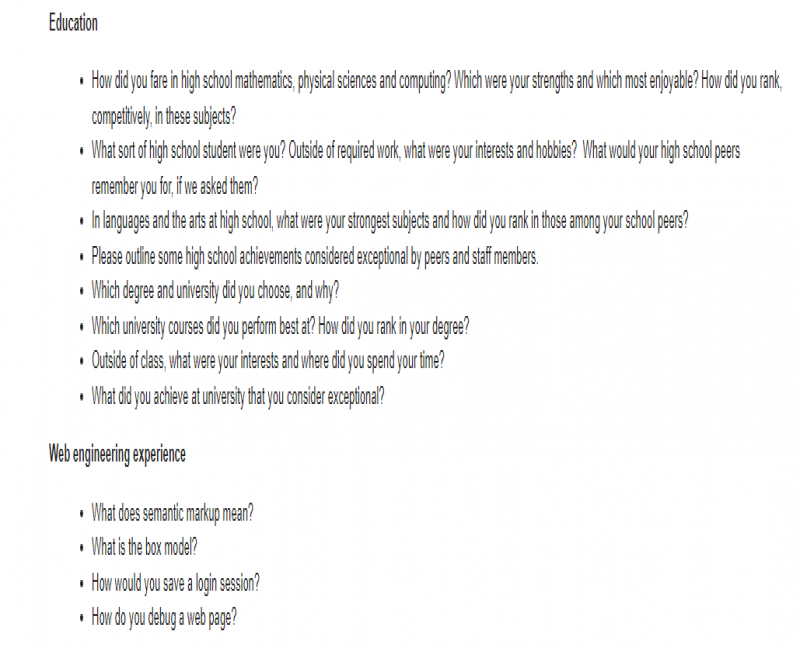 Education
• How did you fare in high school mathematics, physical sciences and computing? Which were your strengths and which most enjoyable? How did you rank,
competitively, in these subjects?
• What sort of high school student were you? Outside of required work, what were your interests and hobbies?  What would your high school peers
remember you for, if we asked them?
• In languages and the arts at high school, what were your strongest subjects and how did you rank in those among your school peers?
• Please outline some high school achievements considered exceptional by peers and staff members.
• Which degree and university did you choose, and why?
• Which university courses did you perform best at? How did you rank in your degree?
• Outside of class, what were your interests and where did you spend your time?
• What did you achieve at university that you consider exceptional?
Web engineering experience
• What does semantic markup mean?
• What is the box model?
• How would you save a login session?
• How do you debug a web page?